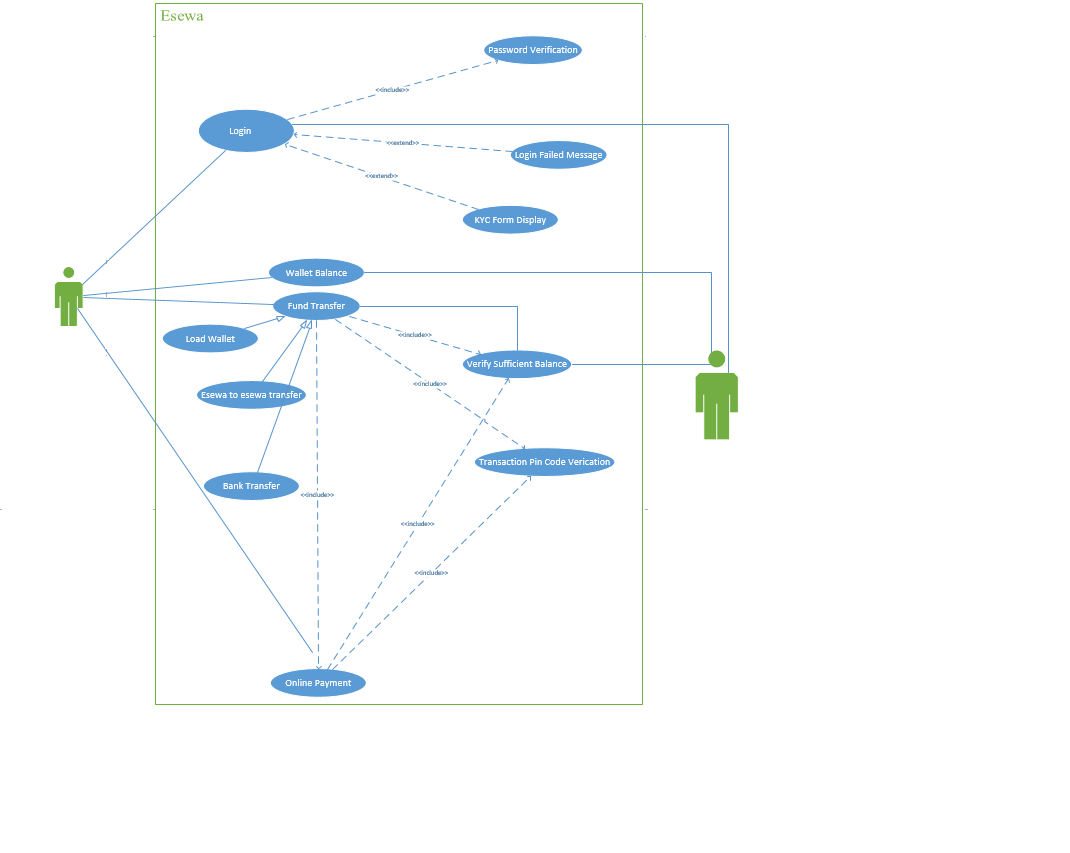 Esewa
Password Verification
<<include>>
Login
<<extend>>
Login Failed Message
<<extend>>
KYC Form Display
Wallet Balance
Fund Transfer
Load Wallet
<<include>>
Verify Sufficient Balance
<<include>>
Esewa to esewa transfer
Transaction Pin Code Verication
Bank Transfer
<<include>>
<<include>>
<<include>>
Online Payment